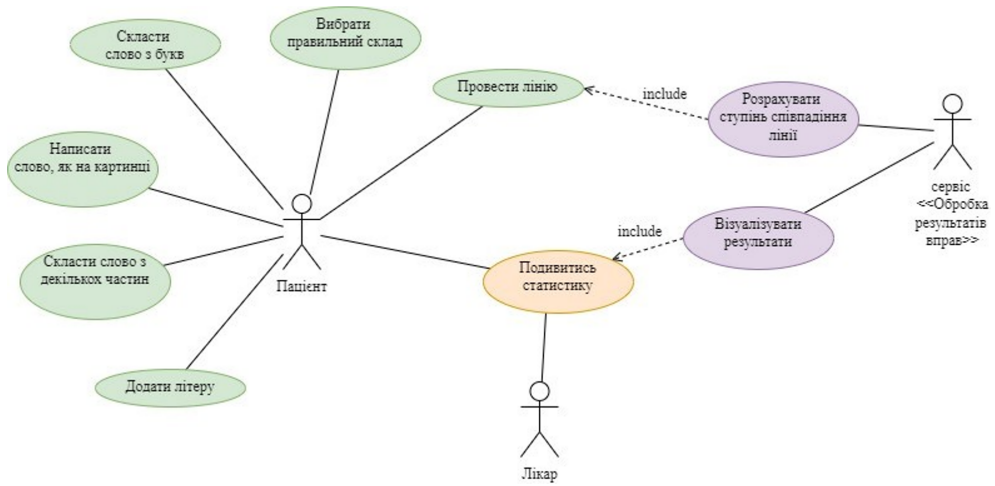 Скласти
слово з букв
Вибрати
правильний склад
Провести лінію
include
Розрахувати
ступінь співпадіння
лінії
сервіс
<<Обробка
результатів
вправ>>
Написати
слово, як на картинці
Візуалізувати
результати
include
Скласти слово з
декількох частин
Пацієнт
Подивитись
статистику
Додати літеру
Лікар